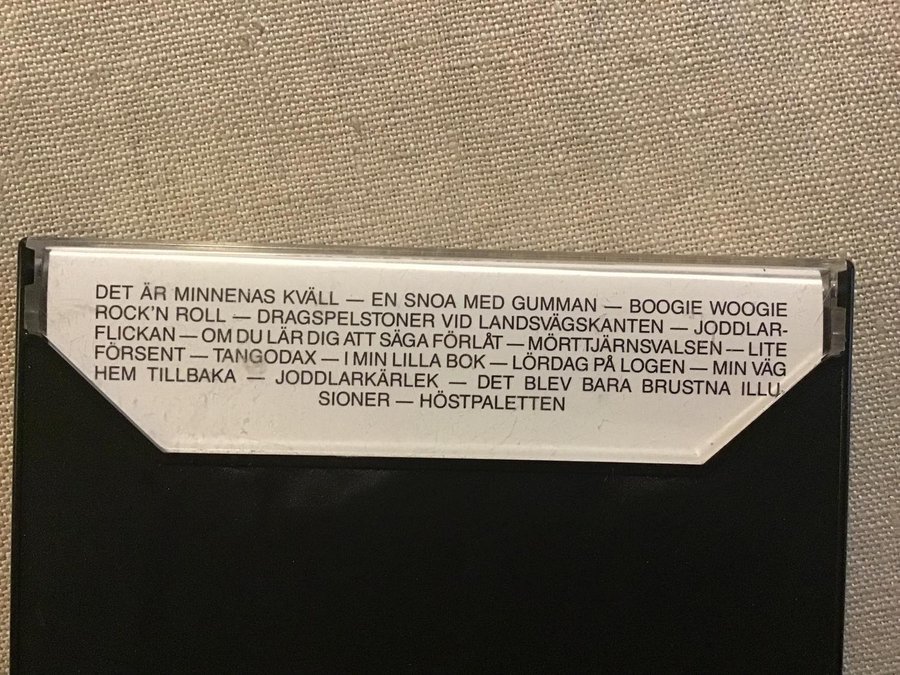 DET ÄR MINNENAS KVÄLL — EN SNOA MED GUMMAN — BOOGIE WOOGIE
ROCK'N ROLL — DRAGSPELSTONER VID LANDSVÄGSKANTEN — JODDLAR-
FLICKAN — OM DU LÄR DIG ATT SÄGA FÖRLÅT — MÖRTTJÄRNSVALSEN — LITE
FÖRSENT — TANGODAX — I MIN LILLA BOK — LÖRDAG PÅ LOGEN — MIN VÄG
HEM TILLBAKA — JODDLARKÄRLEK — DET BLEV BARA BRUSTNA ILLU-
SIONER — HÖSTPALETTEN